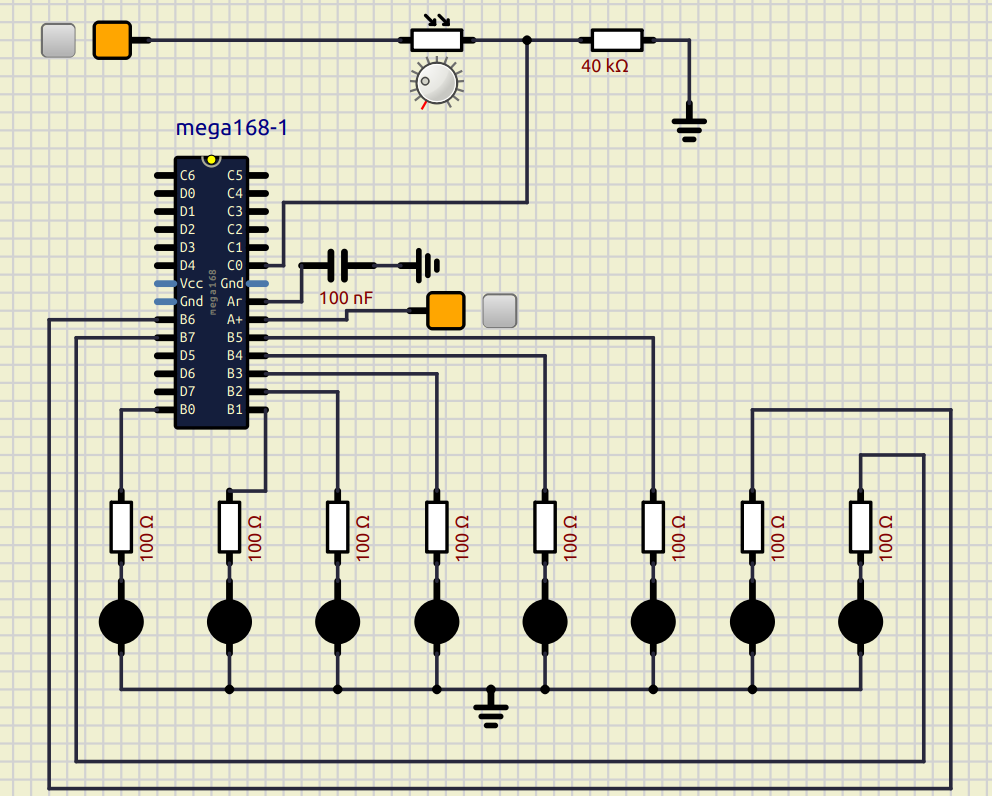 40 kΩ
mega168-1
C6 C5
D0 C4
D1 C3
D2 C2
D3 C1
D4 C0
Vcc Gnd
Gnd Ar
B6 A+
B7 B5
D5 B4
D6 B3
D7 B2
B0 B1
mega168
100 nF
100 Ω
100 Ω
100 Ω
100 Ω
100 Ω
100 Ω
100 Ω
100 Ω